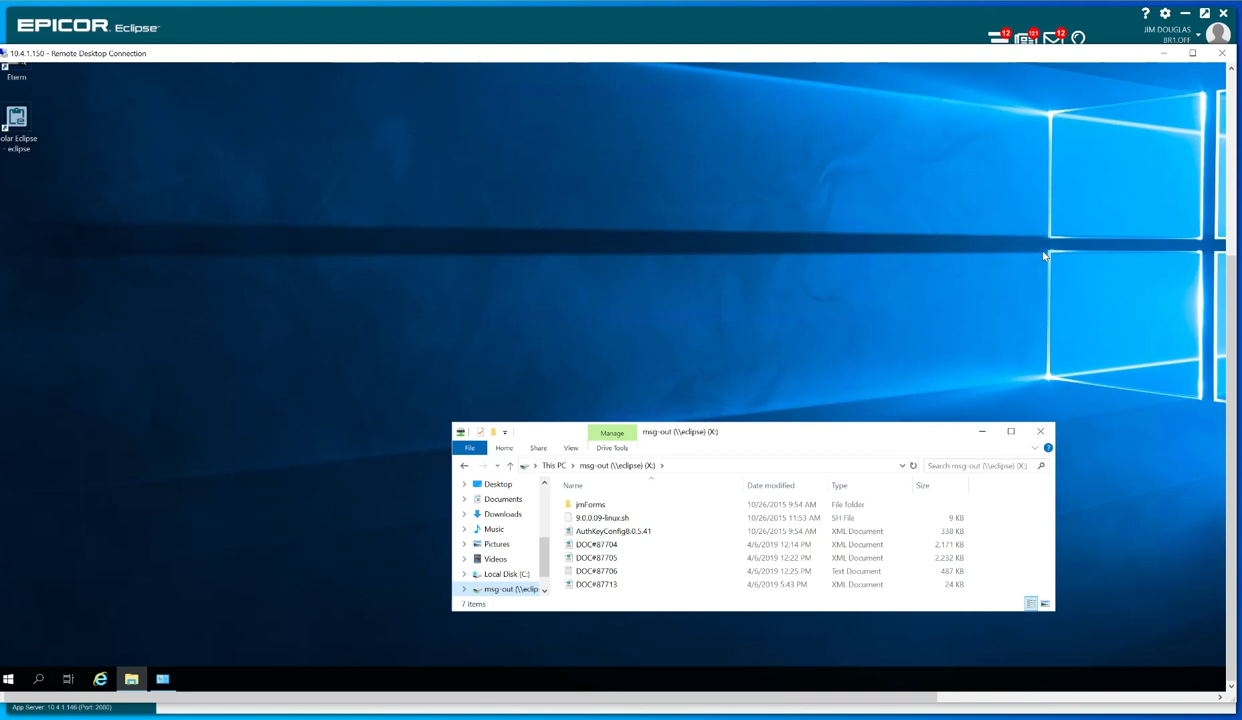 EPICOR Eclipse
?
12
121
12
JIM DOUGLAS
BR1.OFF
10.4.1.150 - Remote Desktop Connection
Eterm
olar Eclipse
- eclipse
Manage
msg-out (\\eclipse) (X:)
File
Home
Share
View
Drive Tools
This PC > msg-out (\\eclipse) (X:) >
Search msg-out (\\eclipse) (X:)
Name
Date modified
Type
Size
Desktop
Documents
Downloads
Music
Pictures
Videos
Local Disk (C:)
msg-out (\\eclip
jmForms 10/26/2015 9:54 AM File folder
9.0.0.09-linux.sh 10/26/2015 11:53 AM SH File 9 KB
AuthKeyConfig8.0.5.41 10/26/2015 9:54 AM XML Document 338 KB
DOC#87704 4/6/2019 12:14 PM XML Document 2,171 KB
DOC#87705 4/6/2019 12:22 PM XML Document 2,232 KB
DOC#87706 4/6/2019 12:25 PM Text Document 487 KB
DOC#87713 4/6/2019 5:43 PM XML Document 24 KB
7 items
App Server: 10.4.1.146 (Port: 2080)